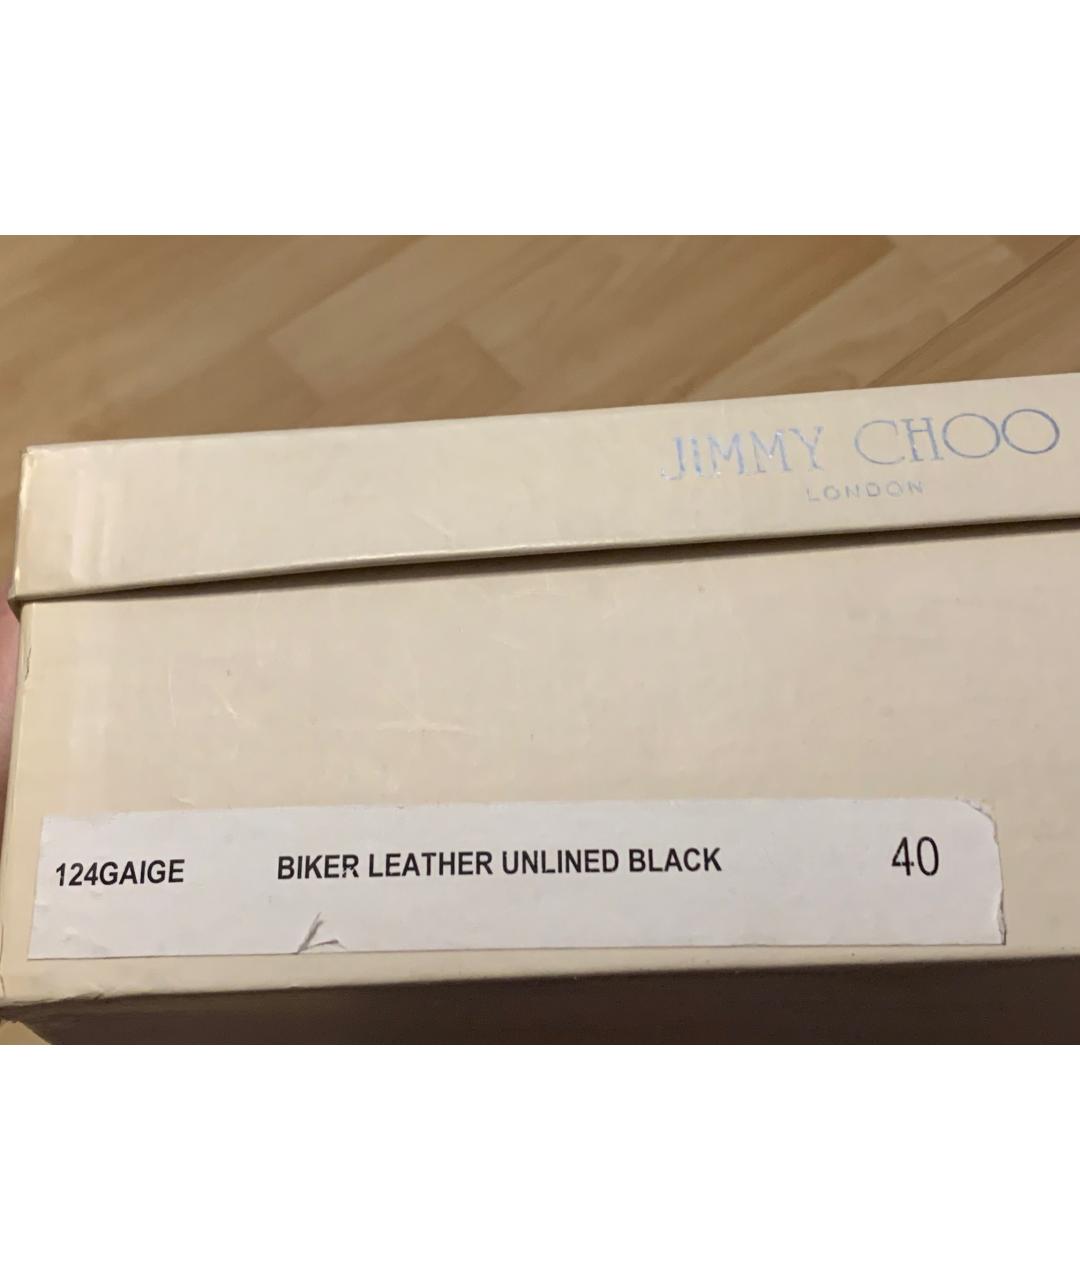 JIMMY CHOO
LONDON
124GAIGE BIKER LEATHER UNLINED BLACK 40